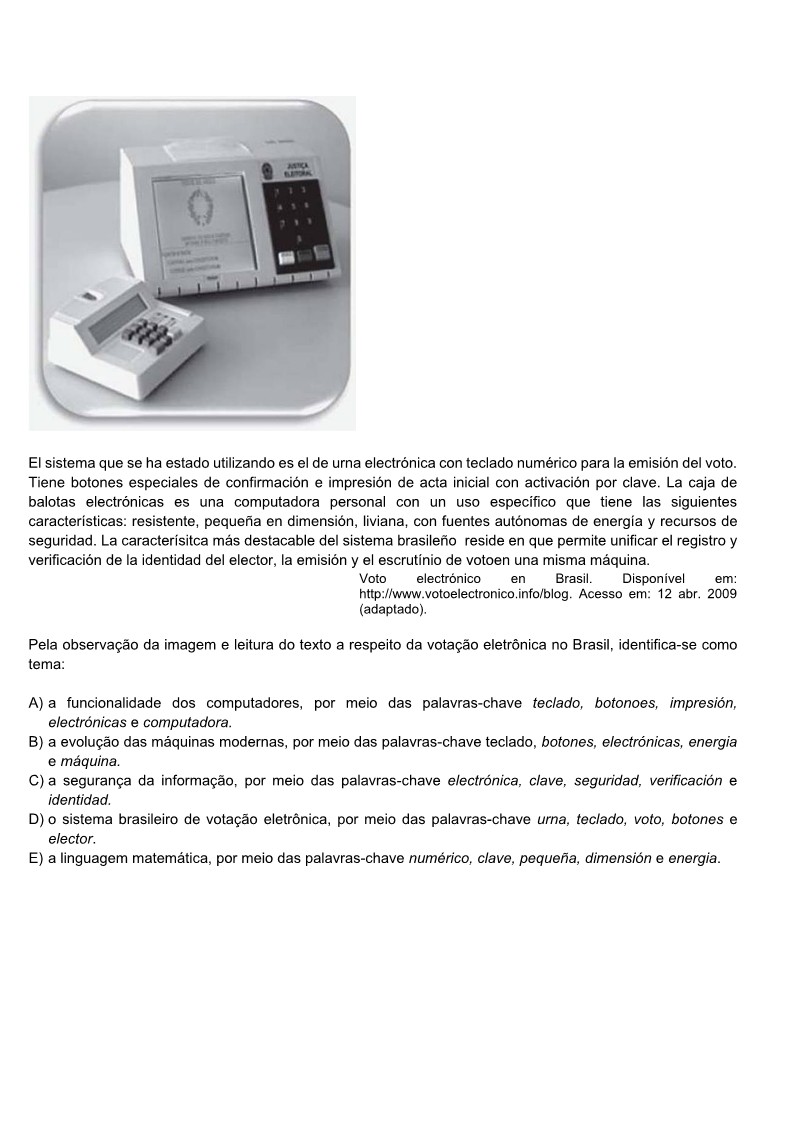 JUSTIÇA
ELEITORAL
1 2 3
4 5 6
7 8 9
El sistema que se ha estado utilizando es el de urna electrónica con teclado numérico para la emisión del voto.
Tiene botones especiales de confirmación e impresión de acta inicial con activación por clave. La caja de
balotas electrónicas es una computadora personal con un uso específico que tiene las siguientes
características: resistente, pequeña en dimensión, liviana, con fuentes autónomas de energía y recursos de
seguridad. La caracterísitca más destacable del sistema brasileño reside en que permite unificar el registro y
verificación de la identidad del elector, la emisión y el escrutínio de votoen una misma máquina.
Voto electrónico en Brasil. Disponível em:
http://www.votoelectronico.info/blog. Acesso em: 12 abr. 2009
(adaptado).
Pela observação da imagem e leitura do texto a respeito da votação eletrônica no Brasil, identifica-se como
tema:
A) a funcionalidade dos computadores, por meio das palavras-chave teclado, botonoes, impresión,
electrónicas e computadora.
B) a evolução das máquinas modernas, por meio das palavras-chave teclado, botones, electrónicas, energia
e máquina.
C) a segurança da informação, por meio das palavras-chave electrónica, clave, seguridad, verificación e
identidad.
D) o sistema brasileiro de votação eletrônica, por meio das palavras-chave urna, teclado, voto, botones e
elector.
E) a linguagem matemática, por meio das palavras-chave numérico, clave, pequeña, dimensión e energia.